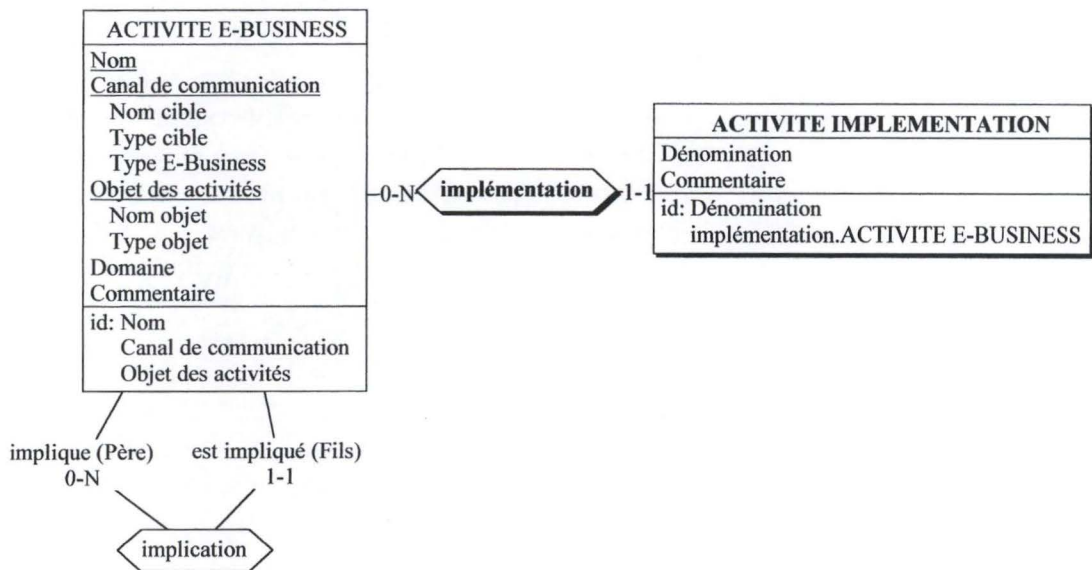 ACTIVITE E-BUSINESS
Nom
Canal de communication
Nom cible
Type cible
Type E-Business
Objet des activités
Nom objet
Type objet
Domaine
Commentaire
id: Nom
Canal de communication
Objet des activités
0-N
implémentation
1-1
ACTIVITE IMPLEMENTATION
Dénomination
Commentaire
id: Dénomination
implémentation.ACTIVITE E-BUSINESS
implique (Père)
0-N
est impliqué (Fils)
1-1
implication